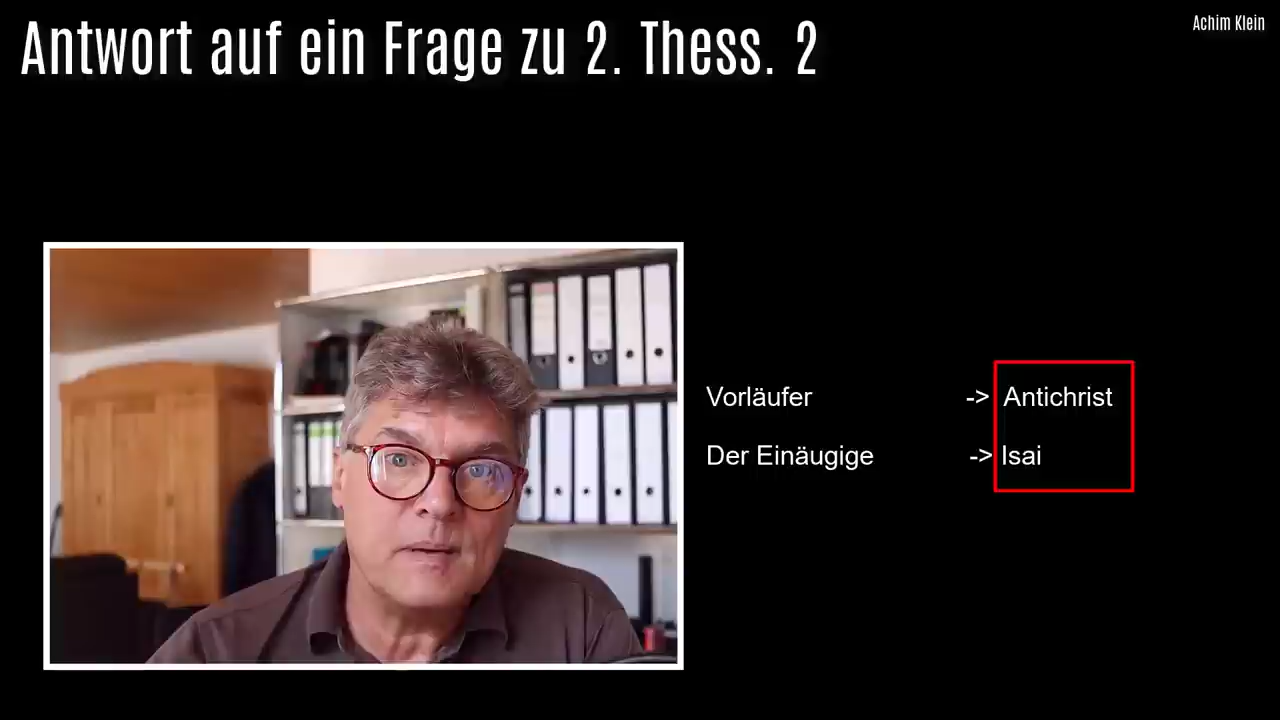 Antwort auf ein Frage zu 2. Thess. 2
Achim Klein
Vorläufer -> Antichrist
Der Einäugige -> Isai